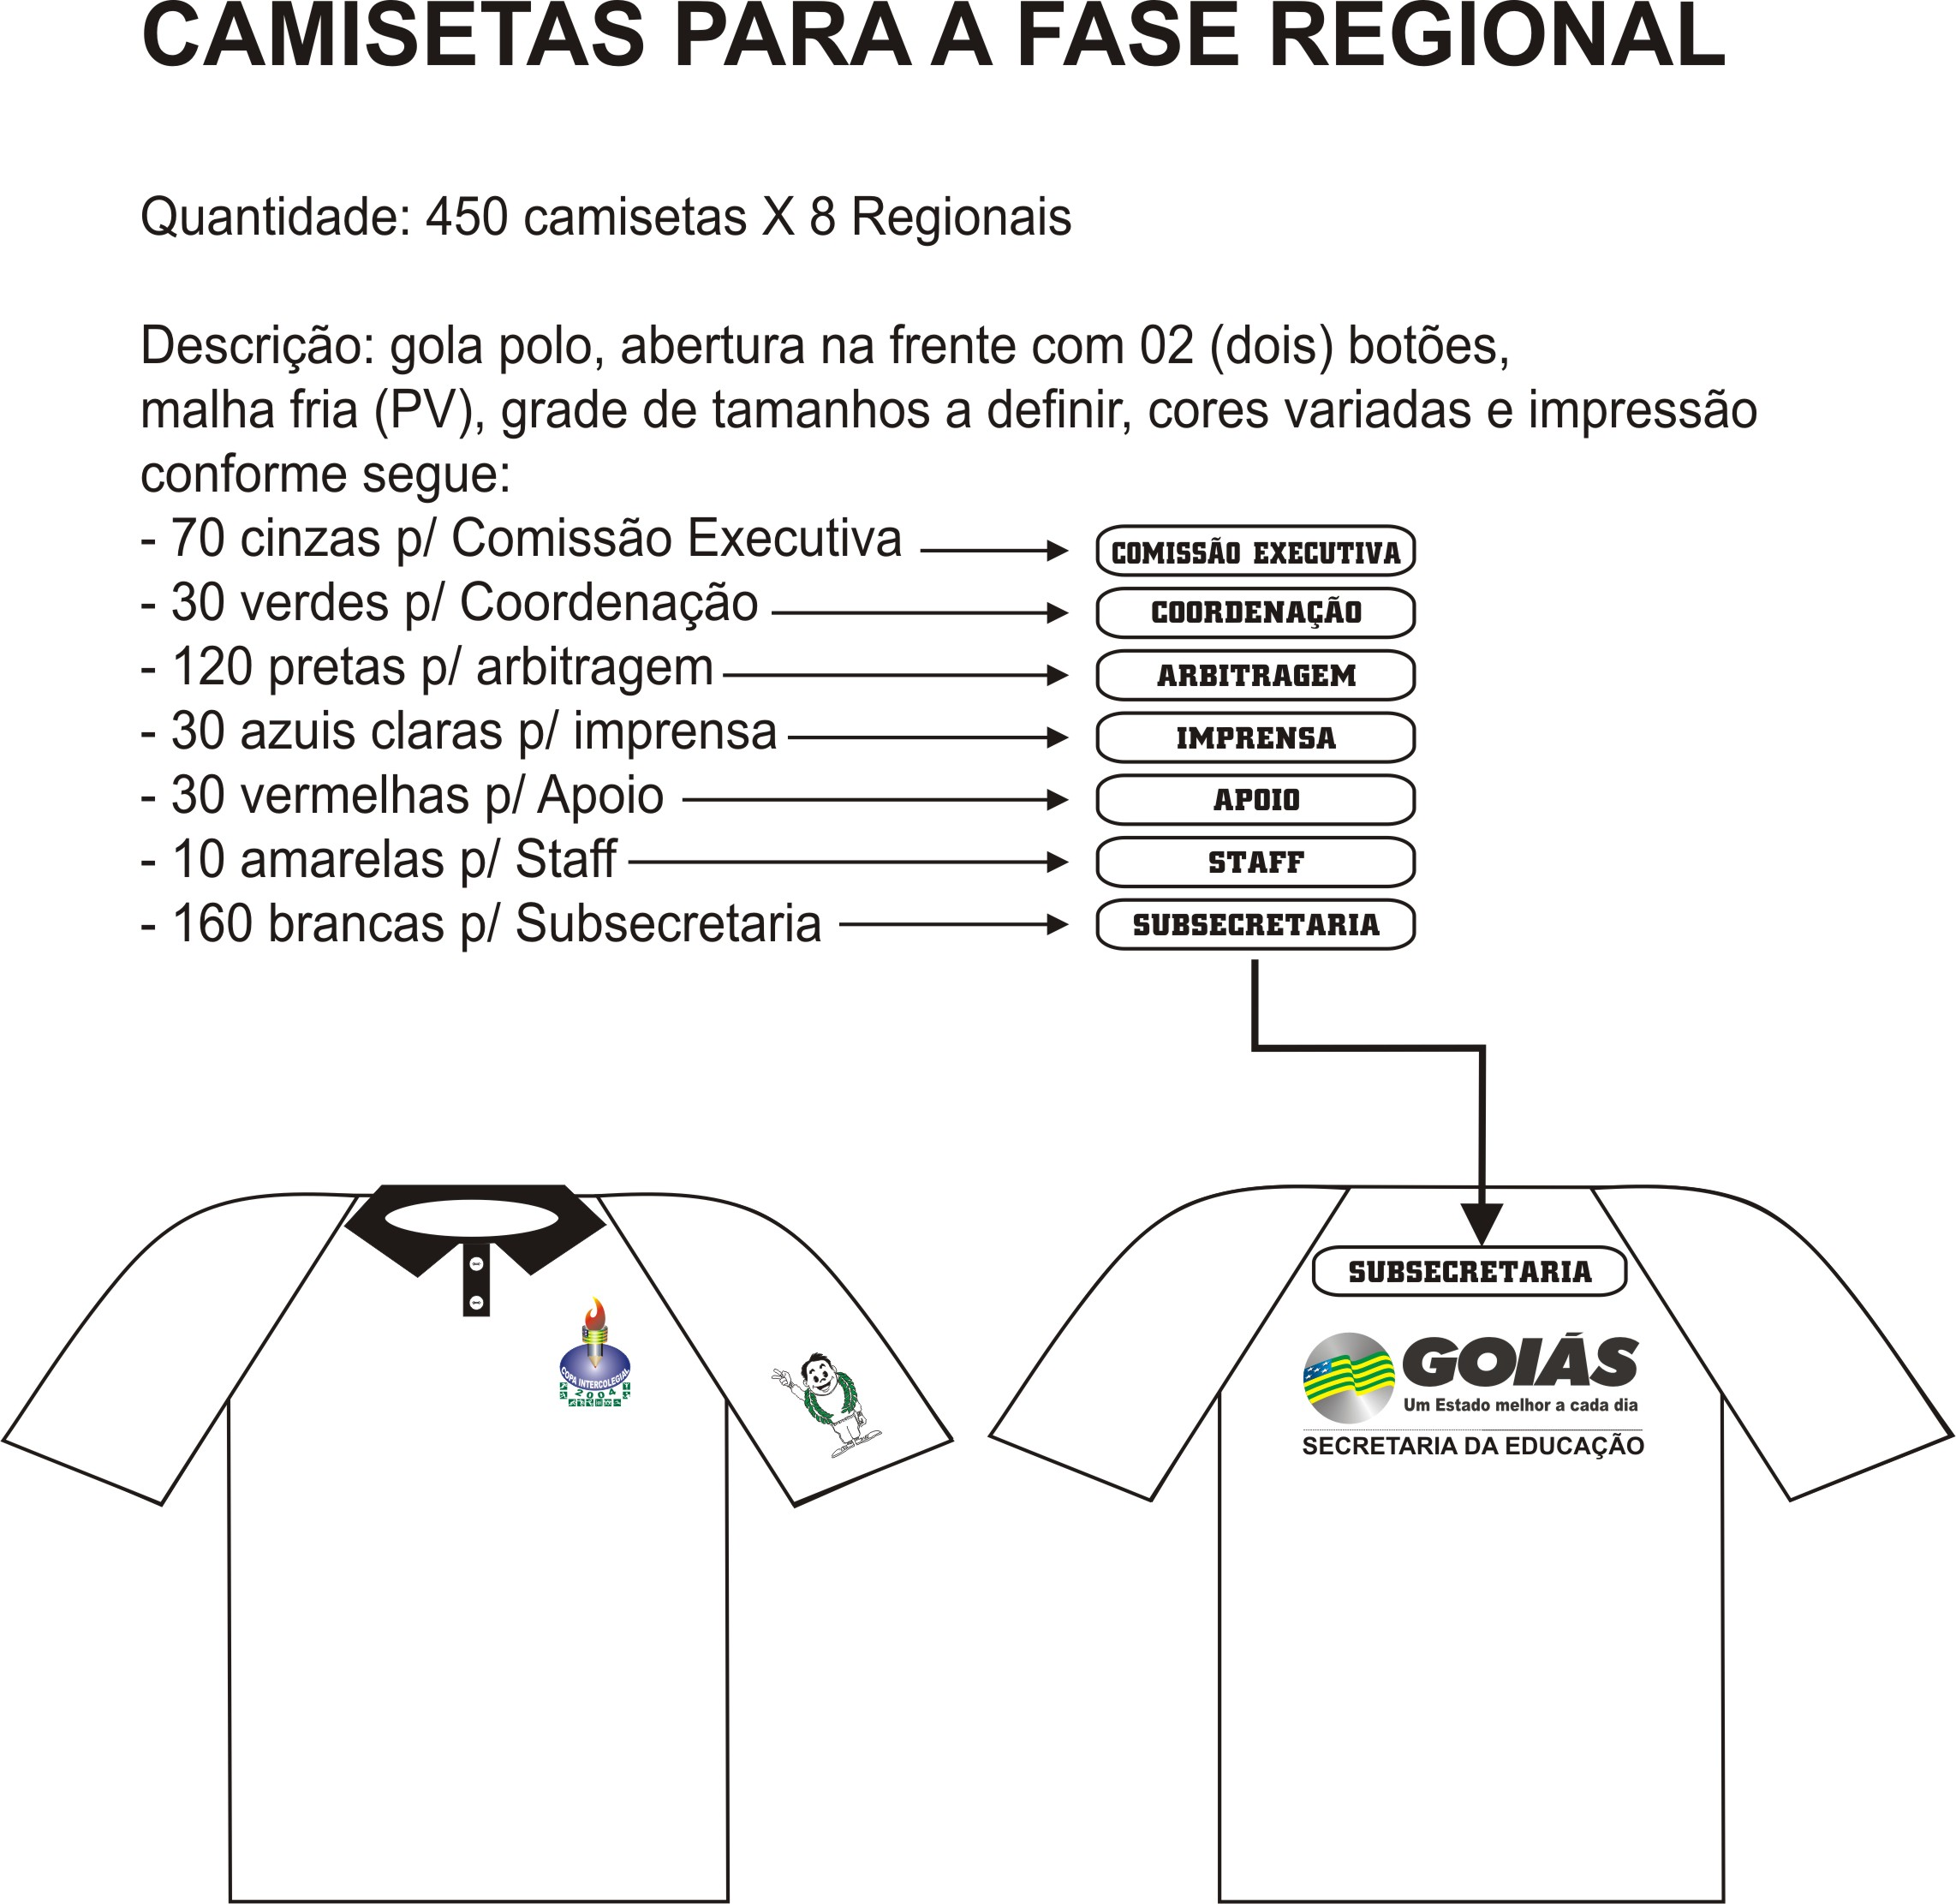 CAMISETAS PARA A FASE REGIONAL
Quantidade: 450 camisetas X 8 Regionais
Descrição: gola polo, abertura na frente com 02 (dois) botões,
malha fria (PV), grade de tamanhos a definir, cores variadas e impressão
conforme segue:
- 70 cinzas p/ Comissão Executiva
COMISSÃO EXECUTIVA
- 30 verdes p/ Coordenação
COORDENAÇÃO
- 120 pretas p/ arbitragem
ARBITRAGEM
- 30 azuis claras p/ imprensa
IMPRENSA
- 30 vermelhas p/ Apoio
APOIO
- 10 amarelas p/ Staff
STAFF
- 160 brancas p/ Subsecretaria
SUBSECRETARIA
COPA INTERCOLEGIAL
2004
SUBSECRETARIA
GOIÁS
Um Estado melhor a cada dia
SECRETARIA DA EDUCAÇÃO